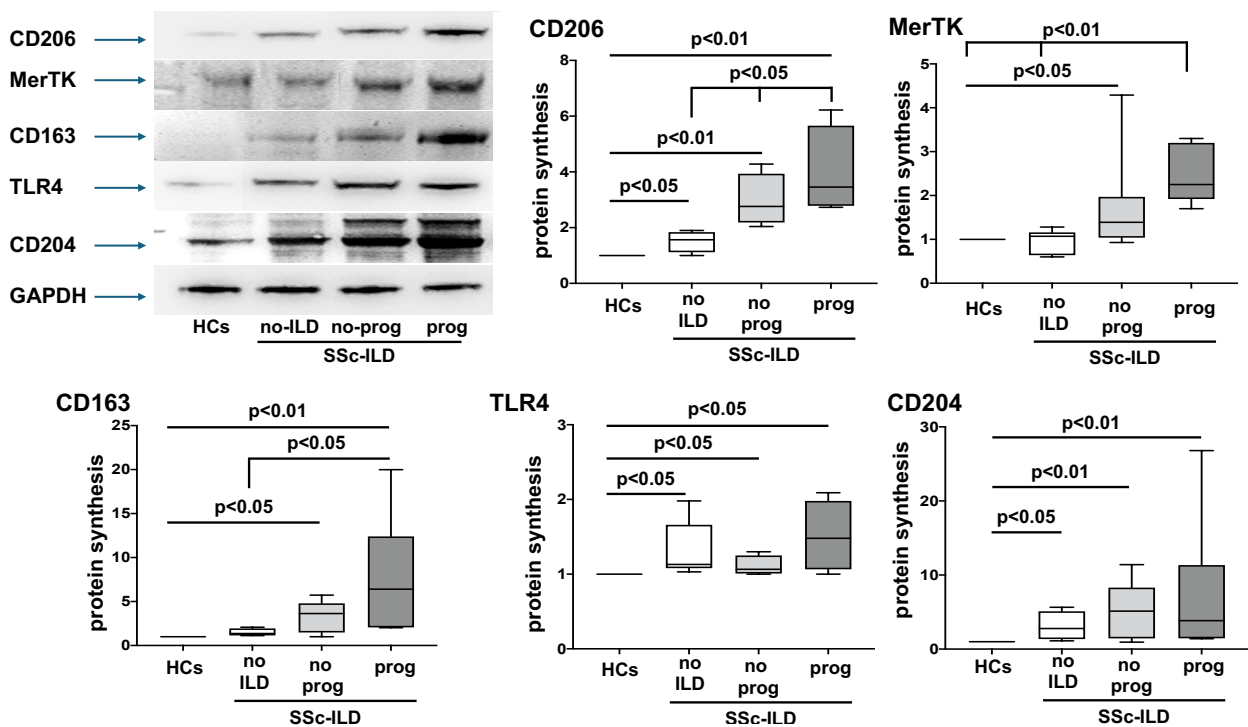 CD206
MerTK
CD163
TLR4
CD204
GAPDH
HCs no-ILD no-prog prog
SSc-ILD
CD206
p<0.01
p<0.05
p<0.01
p<0.05
protein synthesis
8
6
4
2
0
HCs no ILD no prog prog
SSc-ILD
MerTK
p<0.01
p<0.05
protein synthesis
5
4
3
2
1
0
HCs no ILD no prog prog
SSc-ILD
CD163
p<0.01
p<0.05
p<0.05
protein synthesis
25
20
15
10
5
0
HCs no ILD no prog prog
SSc-ILD
TLR4
p<0.05
p<0.05
p<0.05
protein synthesis
3
2
1
0
HCs no ILD no prog prog
SSc-ILD
CD204
p<0.01
p<0.01
p<0.05
protein synthesis
30
20
10
0
HCs no ILD no prog prog
SSc-ILD